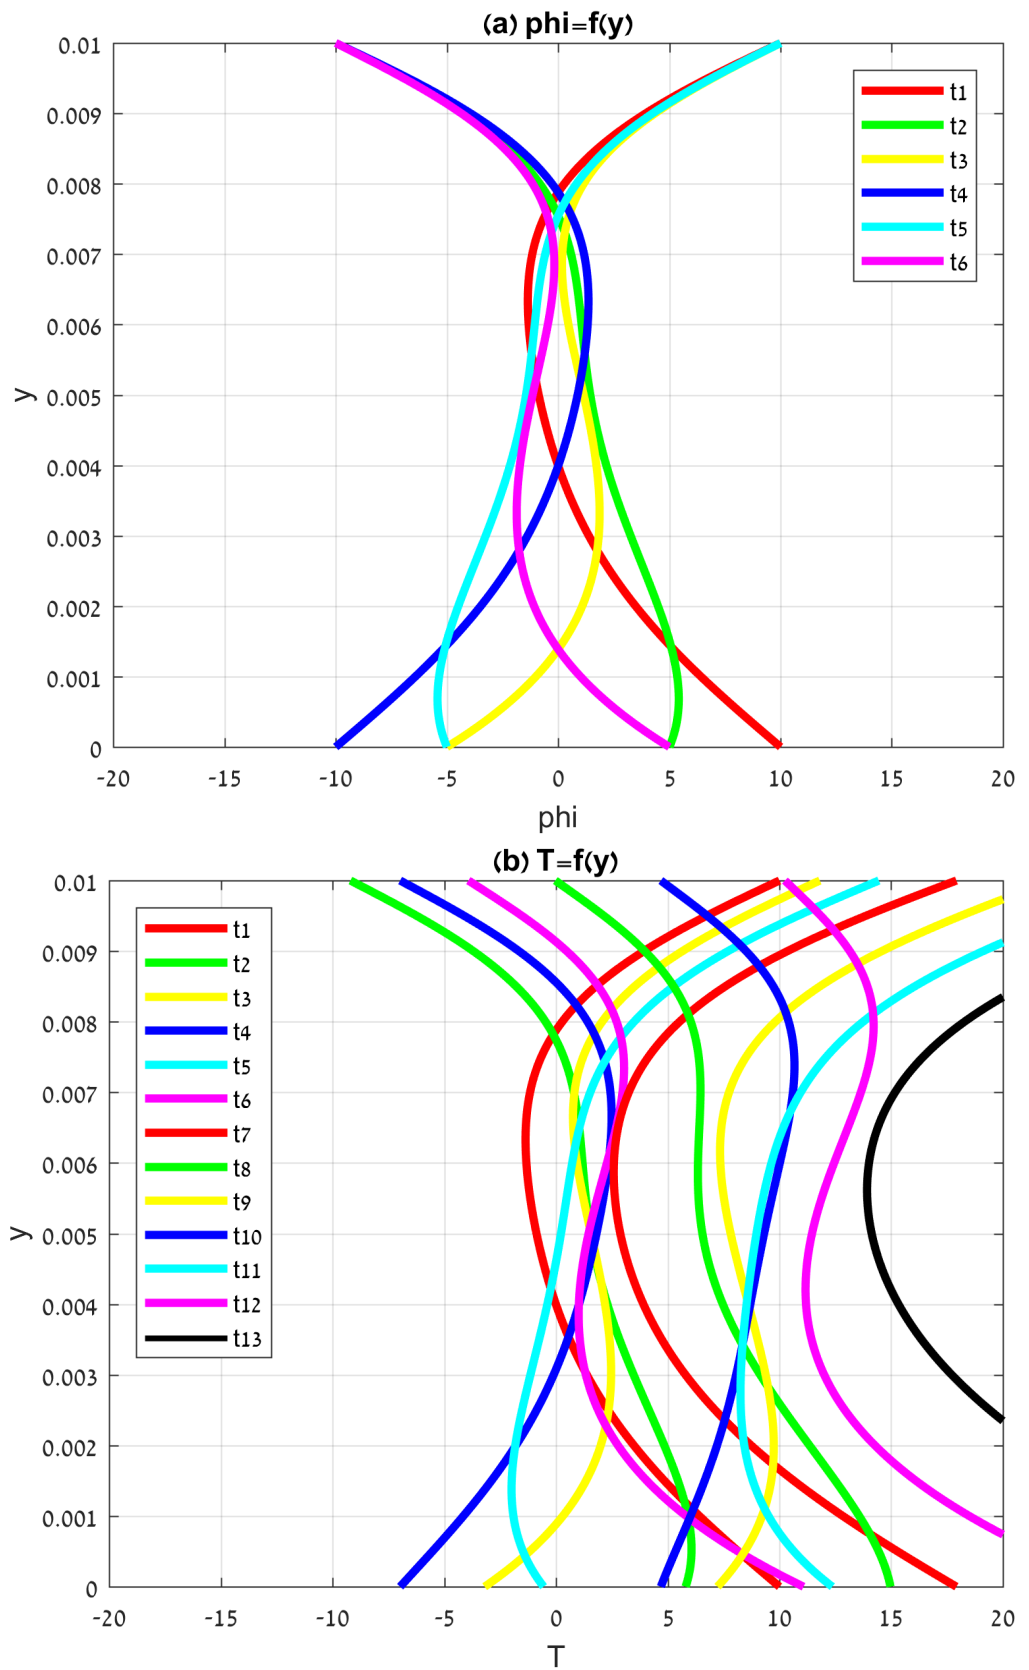 (a) phi=f(y)
0.01
0.009
0.008
0.007
0.006
0.005
0.004
0.003
0.002
0.001
0
y
t1
t2
t3
t4
t5
t6
-20 -15 -10 -5 0 5 10 15 20
phi
(b) T=f(y)
0.01
0.009
0.008
0.007
0.006
0.005
0.004
0.003
0.002
0.001
0
y
t1
t2
t3
t4
t5
t6
t7
t8
t9
t10
t11
t12
t13
-20 -15 -10 -5 0 5 10 15 20
T